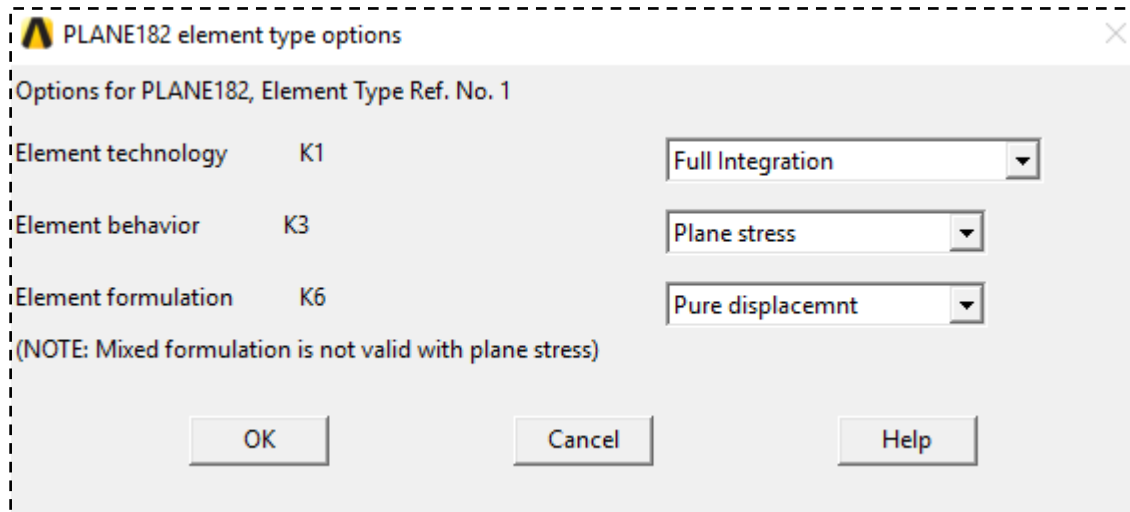 PLANE182 element type options
Options for PLANE182, Element Type Ref. No. 1
Element technology K1 Full Integration
Element behavior K3 Plane stress
Element formulation K6 Pure displacemnt
(NOTE: Mixed formulation is not valid with plane stress)
OK Cancel Help